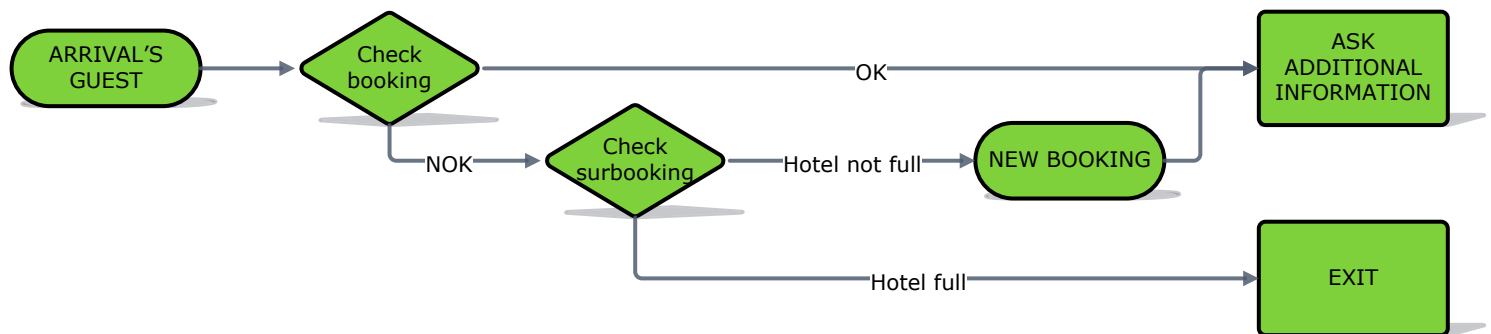 ARRIVAL’S
GUEST
Check
booking
OK
ASK
ADDITIONAL
INFORMATION
NOK
Check
surbooking
Hotel not full
NEW BOOKING
Hotel full
EXIT